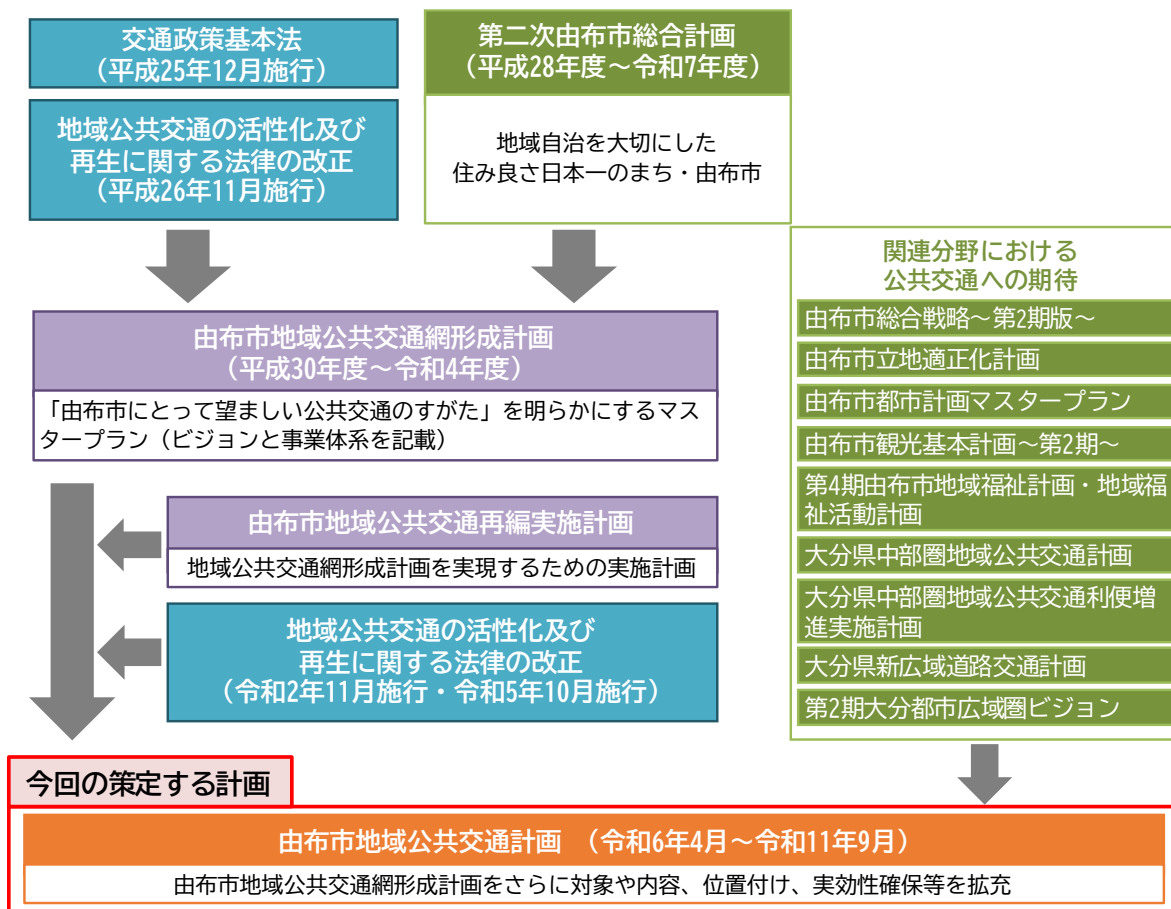 交通政策基本法
(平成25年12月施行)
地域公共交通の活性化及び
再生に関する法律の改正
(平成26年11月施行)
第二次由布市総合計画
(平成28年度~令和7年度)
地域自治を大切にした
住み良さ日本一のまち・由布市
由布市地域公共交通網形成計画
(平成30年度~令和4年度)
「由布市にとって望ましい公共交通のすがた」を明らかにするマス
タープラン(ビジョンと事業体系を記載)
由布市地域公共交通再編実施計画
地域公共交通網形成計画を実現するための実施計画
地域公共交通の活性化及び
再生に関する法律の改正
(令和2年11月施行・令和5年10月施行)
関連分野における
公共交通への期待
由布市総合戦略~第2期版~
由布市立地適正化計画
由布市都市計画マスタープラン
由布市観光基本計画~第2期~
第4期由布市地域福祉計画・地域福
祉活動計画
大分県中部圏地域公共交通計画
大分県中部圏地域公共交通利便増
進実施計画
大分県新広域道路交通計画
第2期大分都市広域圏ビジョン
今回の策定する計画
由布市地域公共交通計画 (令和6年4月~令和11年9月)
由布市地域公共交通網形成計画をさらに対象や内容、位置付け、実効性確保等を拡充